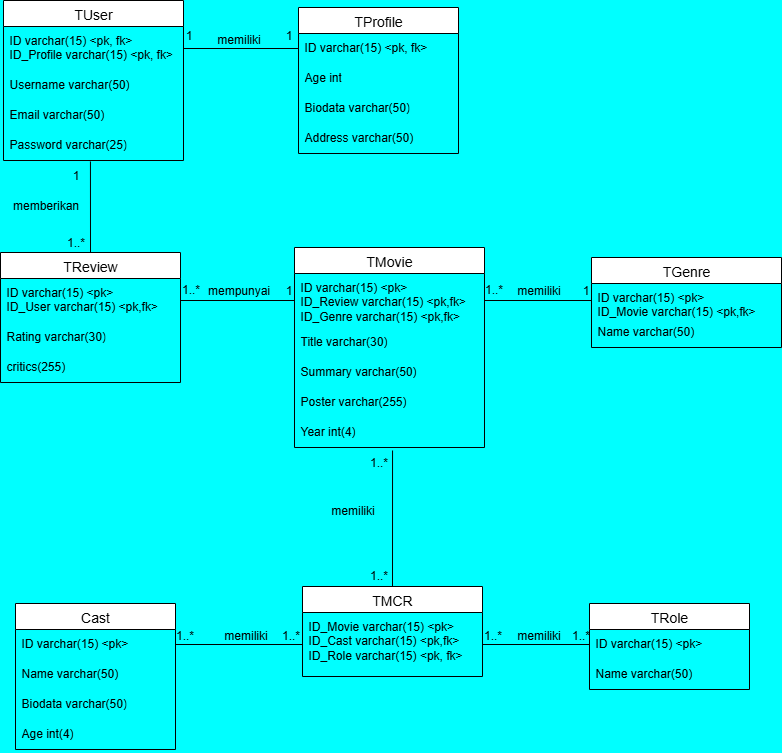 TUser
ID varchar(15) <pk, fk>
ID_Profile varchar(15) <pk, fk>
Username varchar(50)
Email varchar(50)
Password varchar(25)
1
memiliki
1
TProfile
ID varchar(15) <pk, fk>
Age int
Biodata varchar(50)
Address varchar(50)
1
memberikan
1..*
TReview
ID varchar(15) <pk>
ID_User varchar(15) <pk,fk>
Rating varchar(30)
critics(255)
1..*
mempunyai
1
TMovie
ID varchar(15) <pk>
ID_Review varchar(15) <pk,fk>
ID_Genre varchar(15) <pk,fk>
Title varchar(30)
Summary varchar(50)
Poster varchar(255)
Year int(4)
1..*
memiliki
1
TGenre
ID varchar(15) <pk>
ID_Movie varchar(15) <pk,fk>
Name varchar(50)
1..*
memiliki
1..*
Cast
ID varchar(15) <pk>
Name varchar(50)
Biodata varchar(50)
Age int(4)
1..*
memiliki
1..*
TMCR
ID_Movie varchar(15) <pk>
ID_Cast varchar(15) <pk,fk>
ID_Role varchar(15) <pk, fk>
1..*
memiliki
1..*
TRole
ID varchar(15) <pk>
Name varchar(50)